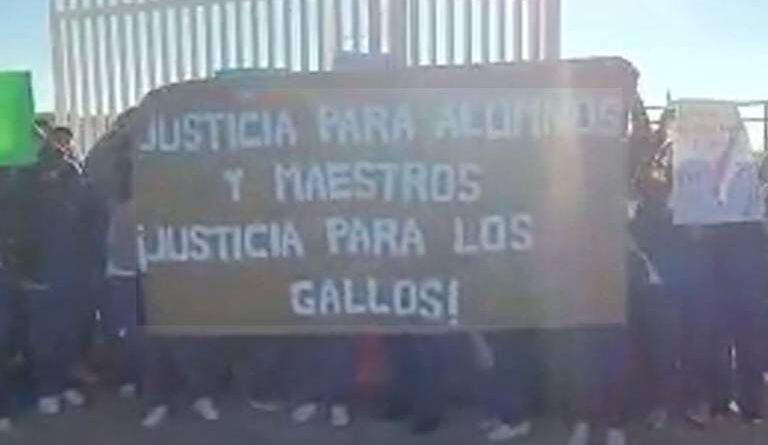 JUSTICIA PARA ALUMNOS
Y MAESTROS
¡JUSTICIA PARA LOS
GALLOS!